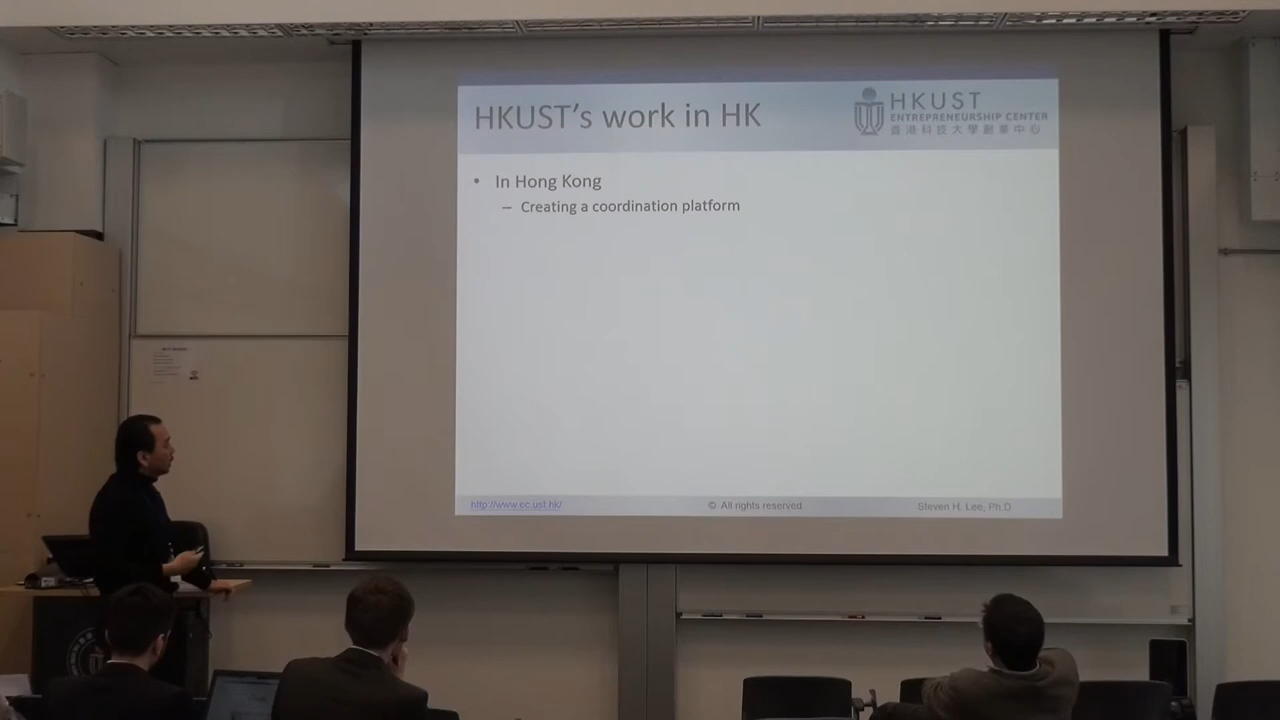 HKUST's work in HK
HKUST
ENTREPRENEURSHIP CENTER
香港科技大學創業中心
• In Hong Kong
– Creating a coordination platform
http://www.ec.ust.hk/
© All rights reserved
Steven H. Lee, Ph.D